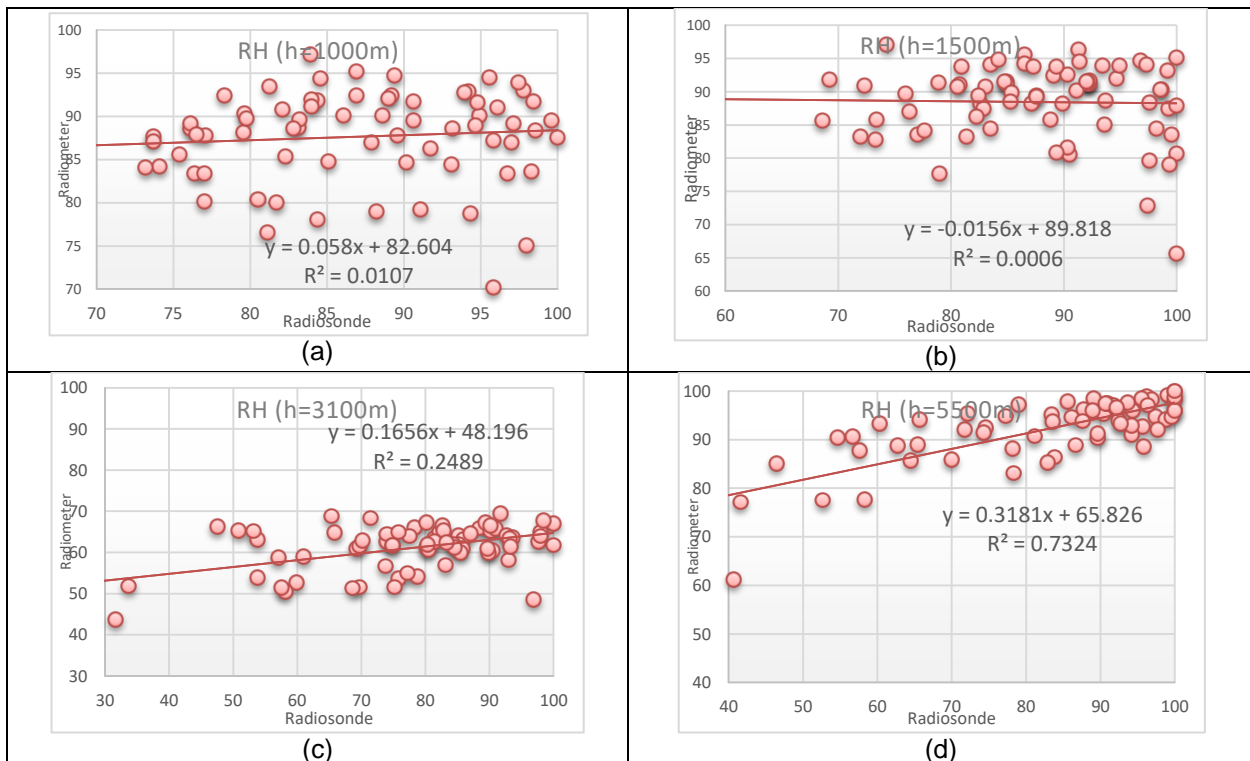 RH (h=1000m)
100
95
90
85
80
75
70
Radiometer
y = 0.058x + 82.604
R² = 0.0107
70 75 80 85 90 95 100
Radiosonde
(a)
RH (h=1500m)
100
95
90
85
80
75
70
65
60
Radiometer
y = -0.0156x + 89.818
R² = 0.0006
60 70 80 90 100
Radiosonde
(b)
RH (h=3100m)
100
90
80
70
60
50
40
30
Radiometer
y = 0.1656x + 48.196
R² = 0.2489
30 40 50 60 70 80 90 100
Radiosonde
(c)
RH (h=5500m)
100
90
80
70
60
50
40
Radiometer
y = 0.3181x + 65.826
R² = 0.7324
40 50 60 70 80 90 100
Radiosonde
(d)